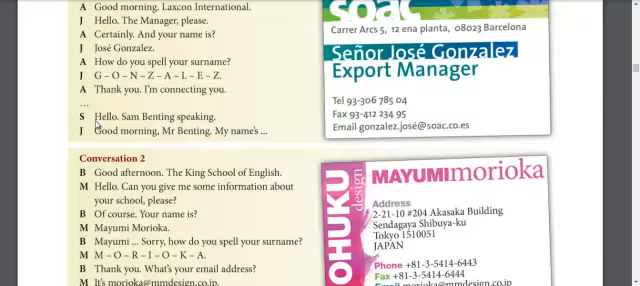 A Good morning. Laxcon International.
J Hello. The Manager, please.
A Certainly. And your name is?
J José Gonzalez.
A How do you spell your surname?
J G – O – N – Z – A – L – E – Z.
A Thank you. I'm connecting you.
...
S Hello. Sam Benting speaking.
J Good morning, Mr Benting. My name's ...
soac
Carrer Arcs 5, 12 ena planta, 08023 Barcelona
Señor José Gonzalez
Export Manager
Tel 93-306 785 04
Fax 93-412 234 95
Email gonzalez.josé@soac.co.es
Conversation 2
B Good afternoon. The King School of English.
M Hello. Can you give me some information about
your school, please?
B Of course. Your name is?
M Mayumi Morioka.
B Mayumi ... Sorry, how do you spell your surname?
M M – O – R – I – O – K – A.
B Thank you. What's your email address?
M It's morioka@mmdesign.co.jp.
OHUKU
design
MAYUMImorioka
Address
2-21-10 #204 Akasaka Building
Sendagaya Shibuya-ku
Tokyo 1510051
JAPAN
Phone +81-3-5414-6443
Fax +81-3-5414-6444
Email morioka@mmdesign.co.jp